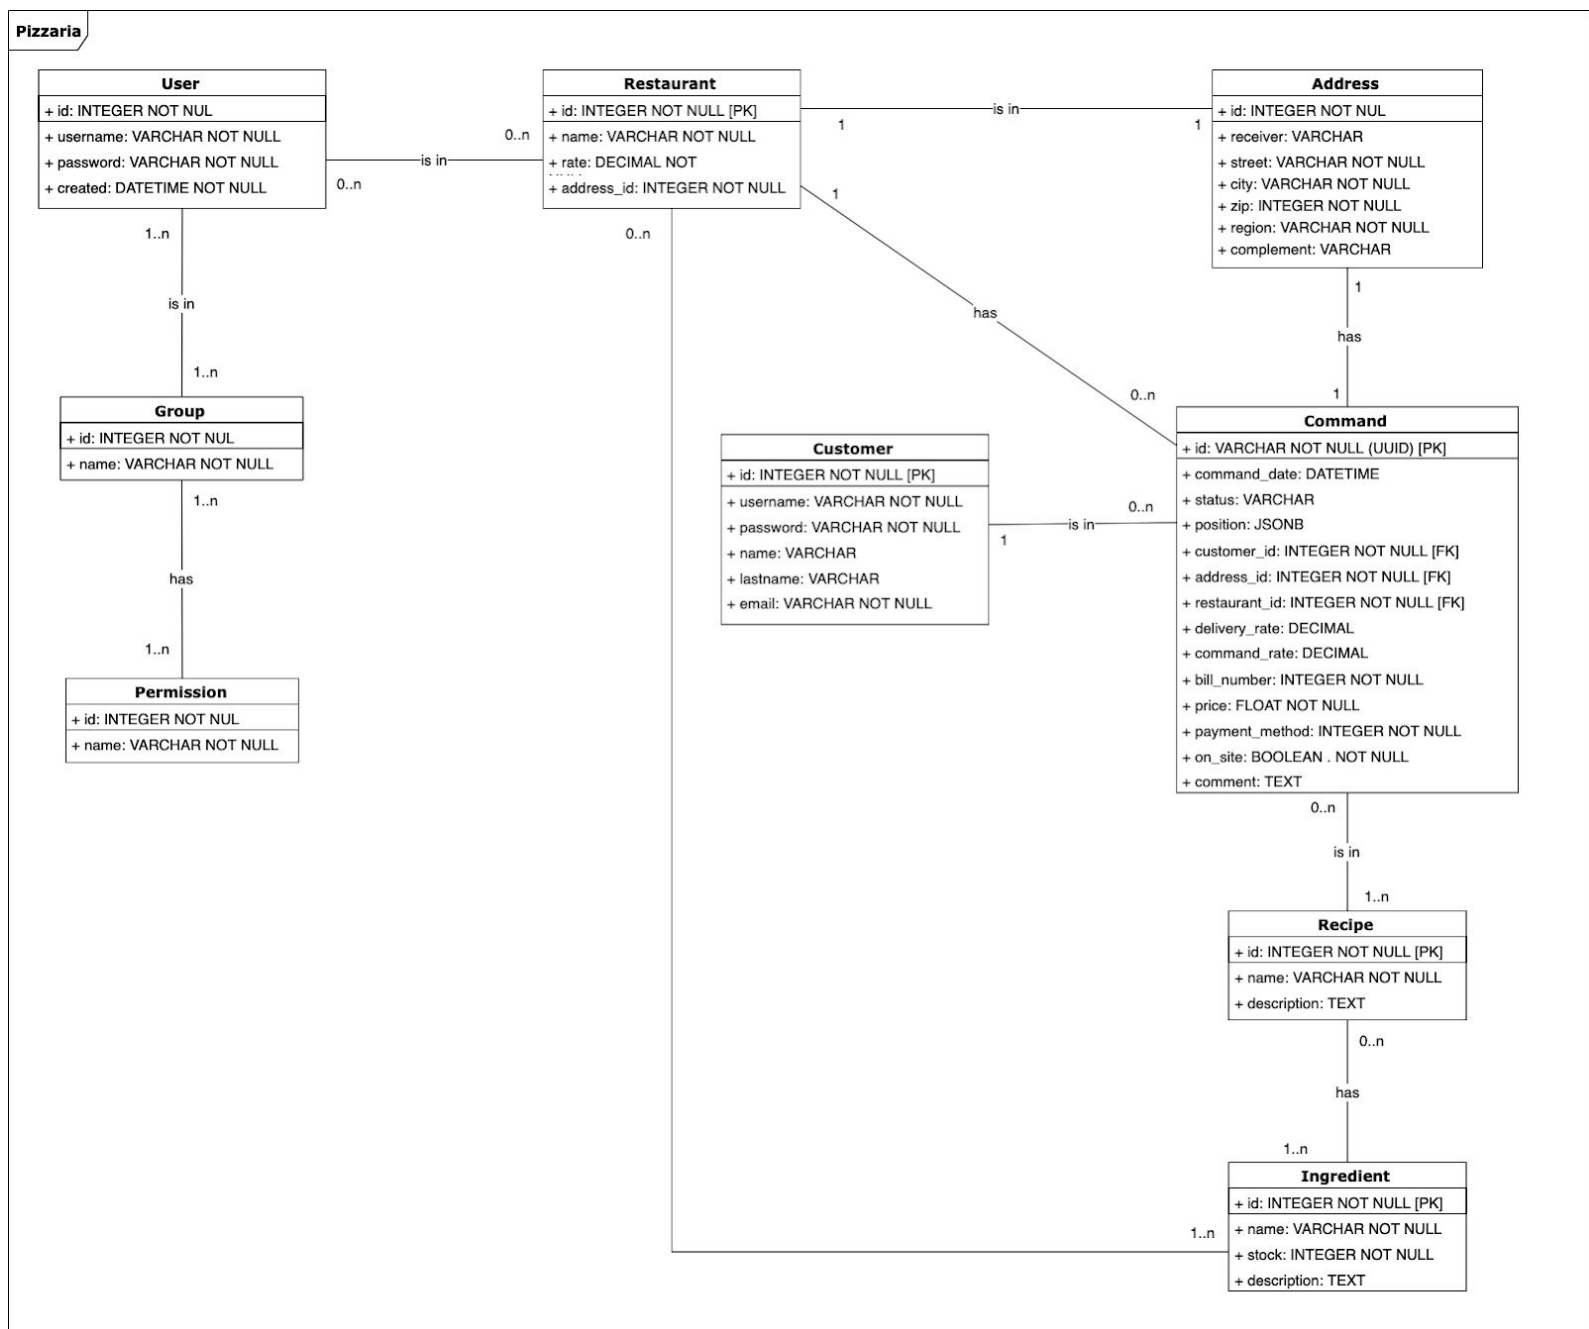 Pizzaria
User
+ id: INTEGER NOT NUL
+ username: VARCHAR NOT NULL
+ password: VARCHAR NOT NULL
+ created: DATETIME NOT NULL
0..n
is in
0..n
Restaurant
+ id: INTEGER NOT NULL [PK]
+ name: VARCHAR NOT NULL
+ rate: DECIMAL NOT
+ address_id: INTEGER NOT NULL
1
is in
1
Address
+ id: INTEGER NOT NUL
+ receiver: VARCHAR
+ street: VARCHAR NOT NULL
+ city: VARCHAR NOT NULL
+ zip: INTEGER NOT NULL
+ region: VARCHAR NOT NULL
+ complement: VARCHAR
1..n
is in
1..n
0..n
1
has
0..n
1
has
1
Group
+ id: INTEGER NOT NUL
+ name: VARCHAR NOT NULL
1..n
has
1..n
Permission
+ id: INTEGER NOT NUL
+ name: VARCHAR NOT NULL
Customer
+ id: INTEGER NOT NULL [PK]
+ username: VARCHAR NOT NULL
+ password: VARCHAR NOT NULL
+ name: VARCHAR
+ lastname: VARCHAR
+ email: VARCHAR NOT NULL
1
is in
0..n
Command
+ id: VARCHAR NOT NULL (UUID) [PK]
+ command_date: DATETIME
+ status: VARCHAR
+ position: JSONB
+ customer_id: INTEGER NOT NULL [FK]
+ address_id: INTEGER NOT NULL [FK]
+ restaurant_id: INTEGER NOT NULL [FK]
+ delivery_rate: DECIMAL
+ command_rate: DECIMAL
+ bill_number: INTEGER NOT NULL
+ price: FLOAT NOT NULL
+ payment_method: INTEGER NOT NULL
+ on_site: BOOLEAN . NOT NULL
+ comment: TEXT
0..n
is in
1..n
Recipe
+ id: INTEGER NOT NULL [PK]
+ name: VARCHAR NOT NULL
+ description: TEXT
0..n
has
1..n
1..n
Ingredient
+ id: INTEGER NOT NULL [PK]
+ name: VARCHAR NOT NULL
+ stock: INTEGER NOT NULL
+ description: TEXT